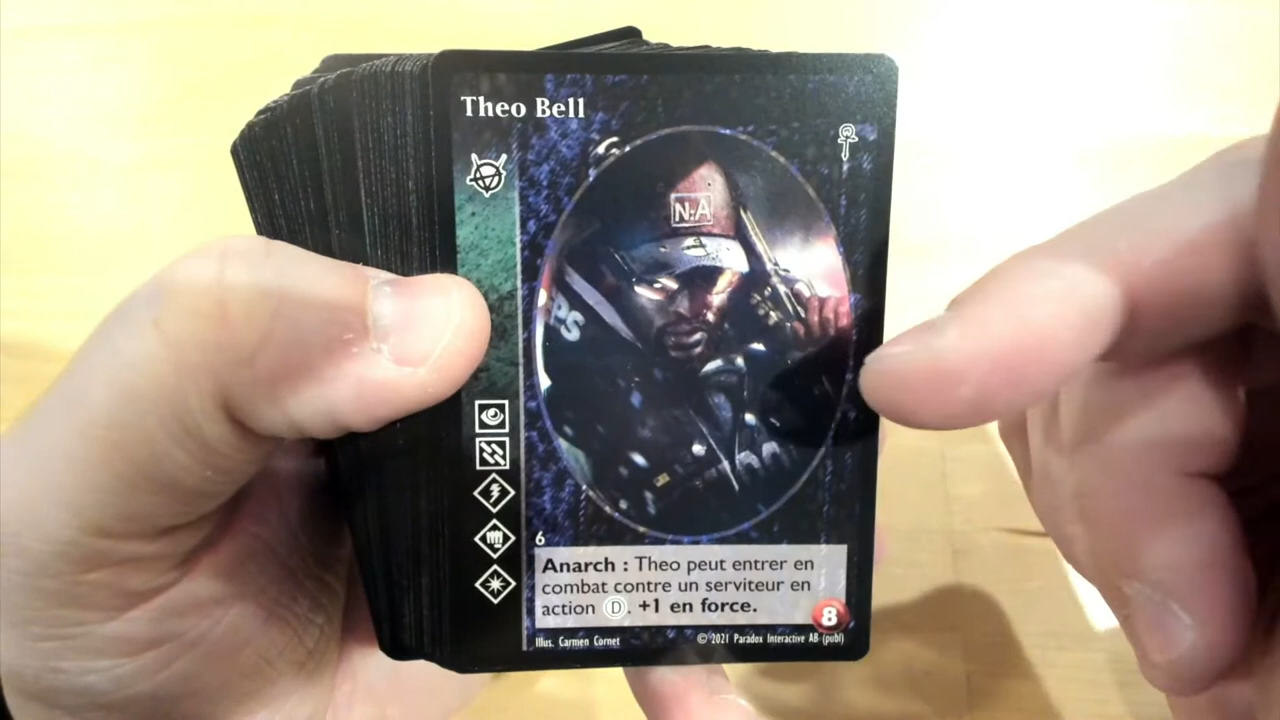 Theo Bell
N:A
PS
6
Anarch : Theo peut entrer en
combat contre un serviteur en
action Ⓓ. +1 en force.
8
Illus. Carmen Cornet
© 2021 Paradox Interactive AB (publ)